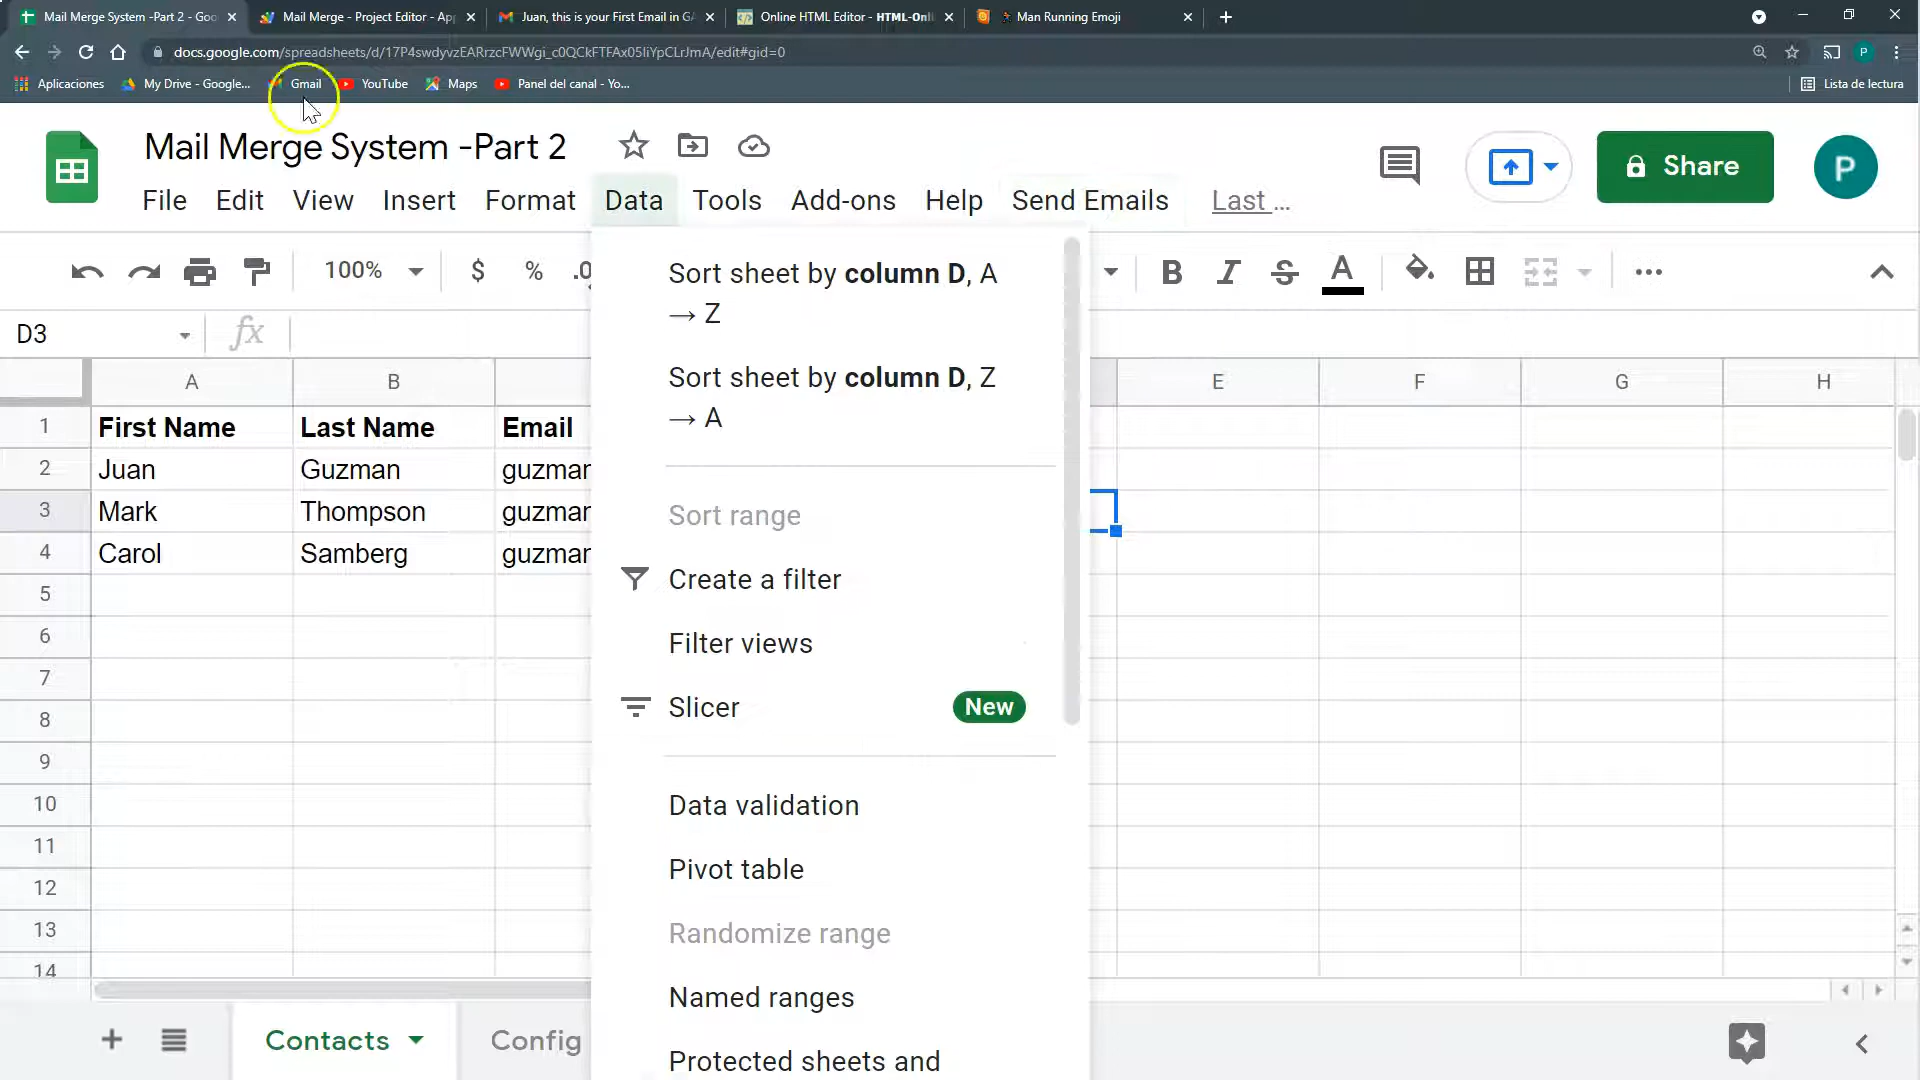 Mail Merge System -Part 2 - Goo
Mail Merge - Project Editor - App
Juan, this is your First Email in GA
Online HTML Editor - HTML-Onli
Man Running Emoji
docs.google.com/spreadsheets/d/17P4swdyvzEARrzcFWWgi_c0QCkFTFAx05IiYpCLrJmA/edit#gid=0
P
Aplicaciones
My Drive - Google...
Gmail
YouTube
Maps
Panel del canal - Yo...
Lista de lectura
Mail Merge System -Part 2
Share
P
File Edit View Insert Format Data Tools Add-ons Help Send Emails Last ...
100% $ % .0 B I S A
D3 fx
A B E F G H
1 First Name Last Name Email
2 Juan Guzman guzman
3 Mark Thompson guzman
4 Carol Samberg guzman
5
6
7
8
9
10
11
12
13
14
Sort sheet by column D, A
→ Z
Sort sheet by column D, Z
→ A
Sort range
Create a filter
Filter views
Slicer New
Data validation
Pivot table
Randomize range
Named ranges
Protected sheets and
Contacts Config